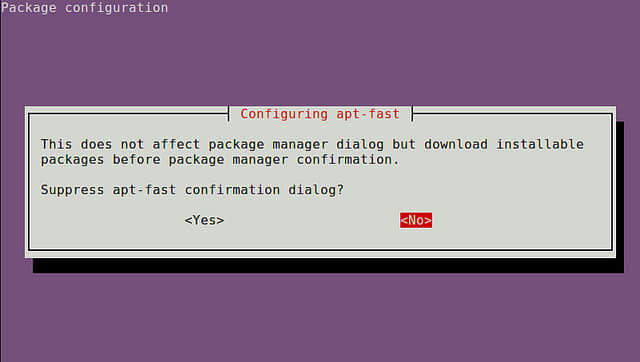 Package configuration
Configuring apt-fast
This does not affect package manager dialog but download installable
packages before package manager confirmation.
Suppress apt-fast confirmation dialog?
<Yes> <No>